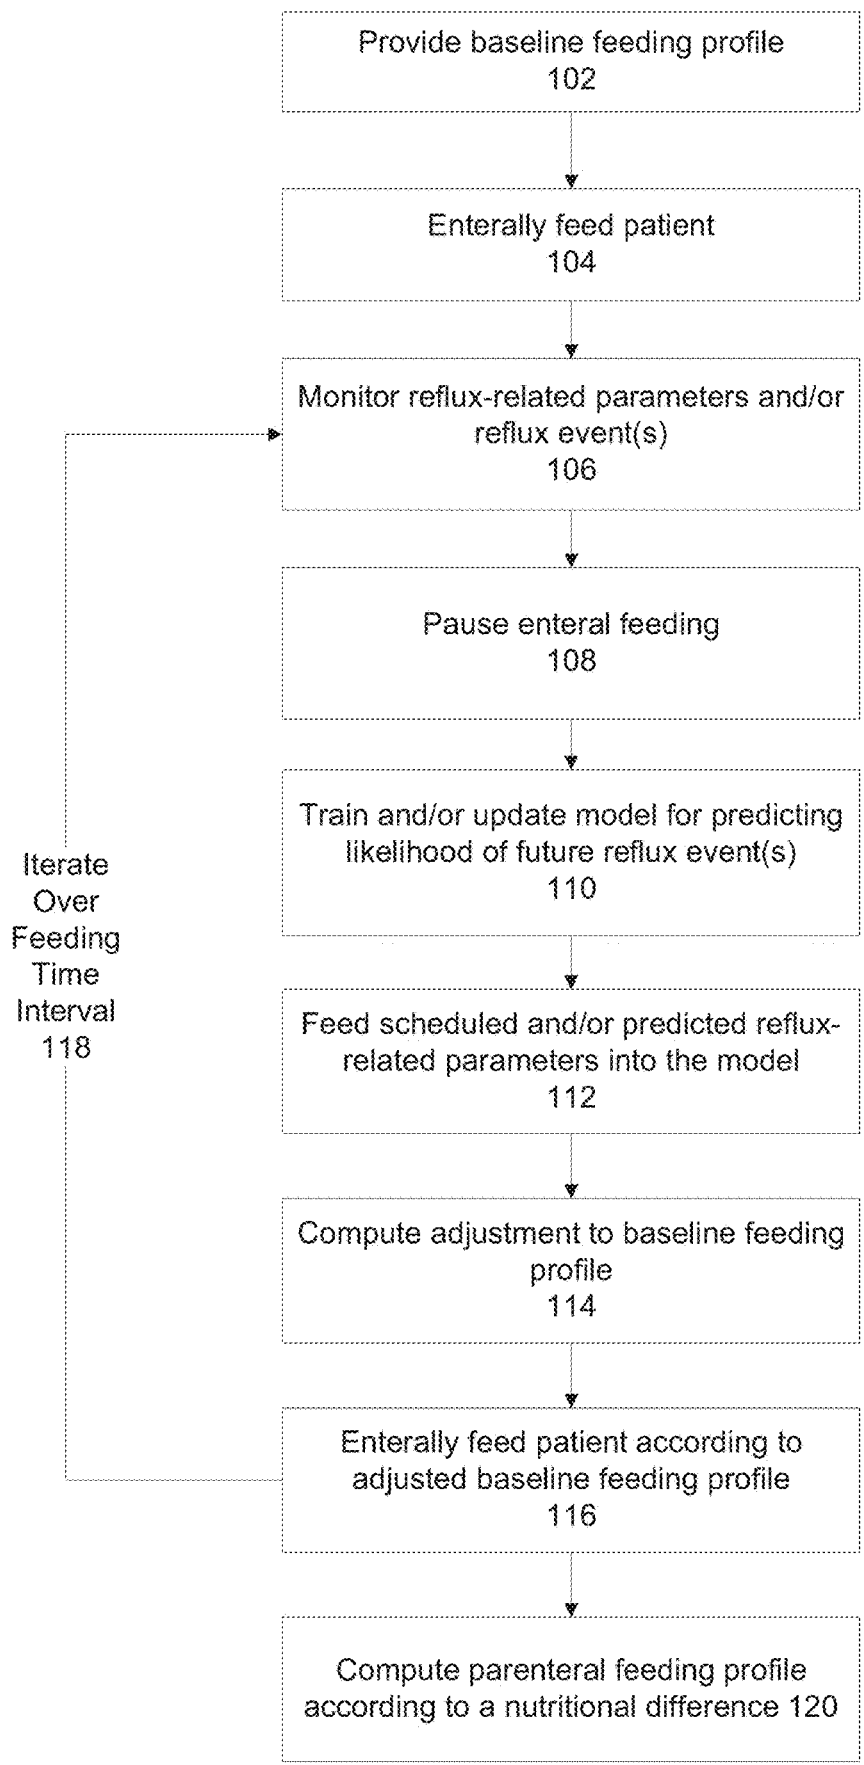 Provide baseline feeding profile
102
Enterally feed patient
104
Monitor reflux-related parameters and/or
reflux event(s)
106
Pause enteral feeding
108
Train and/or update model for predicting
likelihood of future reflux event(s)
110
Iterate
Over
Feeding
Time
Interval
118
Feed scheduled and/or predicted reflux-
related parameters into the model
112
Compute adjustment to baseline feeding
profile
114
Enterally feed patient according to
adjusted baseline feeding profile
116
Compute parenteral feeding profile
according to a nutritional difference 120